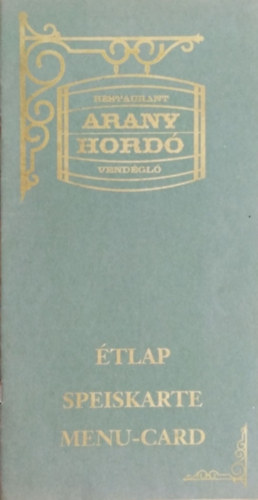 RESTAURANT
ARANY
HORDÓ
VENDÉGLŐ
ÉTLAP
SPEISKARTE
MENU-CARD